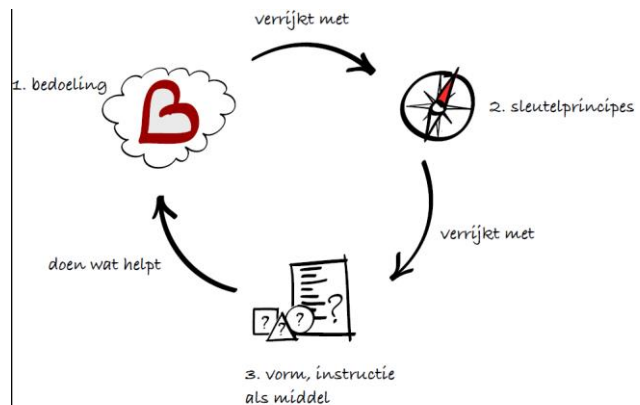 verrijkt met
1. bedoeling
2. sleutelprincipes
verrijkt met
doen wat helpt
?
? ? ?
3. vorm, instructie
als middel